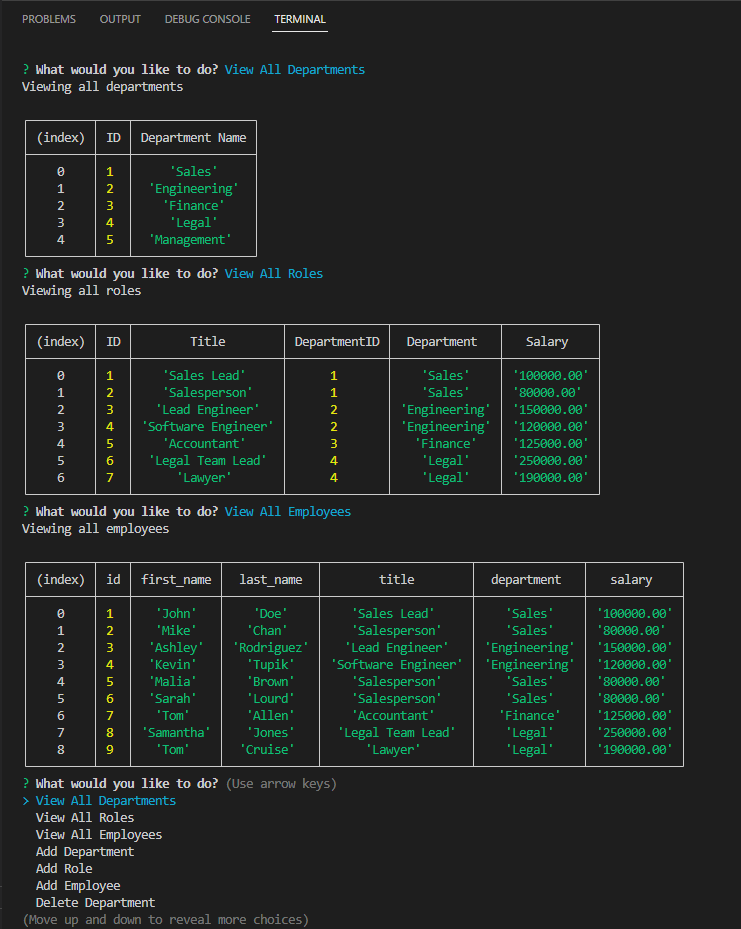 PROBLEMS OUTPUT DEBUG CONSOLE TERMINAL
? What would you like to do? View All Departments
Viewing all departments
(index) ID Department Name
0 1 'Sales'
1 2 'Engineering'
2 3 'Finance'
3 4 'Legal'
4 5 'Management'
? What would you like to do? View All Roles
Viewing all roles
(index) ID Title DepartmentID Department Salary
0 1 'Sales Lead' 1 'Sales' '100000.00'
1 2 'Salesperson' 1 'Sales' '80000.00'
2 3 'Lead Engineer' 2 'Engineering' '150000.00'
3 4 'Software Engineer' 2 'Engineering' '120000.00'
4 5 'Accountant' 3 'Finance' '125000.00'
5 6 'Legal Team Lead' 4 'Legal' '250000.00'
6 7 'Lawyer' 4 'Legal' '190000.00'
? What would you like to do? View All Employees
Viewing all employees
(index) id first_name last_name title department salary
0 1 'John' 'Doe' 'Sales Lead' 'Sales' '100000.00'
1 2 'Mike' 'Chan' 'Salesperson' 'Sales' '80000.00'
2 3 'Ashley' 'Rodriguez' 'Lead Engineer' 'Engineering' '150000.00'
3 4 'Kevin' 'Tupik' 'Software Engineer' 'Engineering' '120000.00'
4 5 'Malia' 'Brown' 'Salesperson' 'Sales' '80000.00'
5 6 'Sarah' 'Lourd' 'Salesperson' 'Sales' '80000.00'
6 7 'Tom' 'Allen' 'Accountant' 'Finance' '125000.00'
7 8 'Samantha' 'Jones' 'Legal Team Lead' 'Legal' '250000.00'
8 9 'Tom' 'Cruise' 'Lawyer' 'Legal' '190000.00'
? What would you like to do? (Use arrow keys)
> View All Departments
View All Roles
View All Employees
Add Department
Add Role
Add Employee
Delete Department
(Move up and down to reveal more choices)